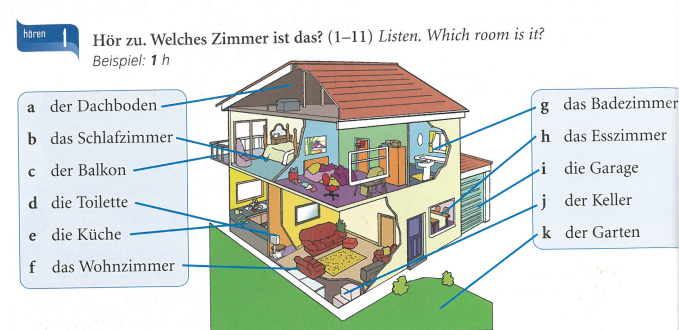 hören 1
Hör zu. Welches Zimmer ist das? (1–11) Listen. Which room is it?
Beispiel: 1 h
a der Dachboden
b das Schlafzimmer
c der Balkon
d die Toilette
e die Küche
f das Wohnzimmer
g das Badezimmer
h das Esszimmer
i die Garage
j der Keller
k der Garten